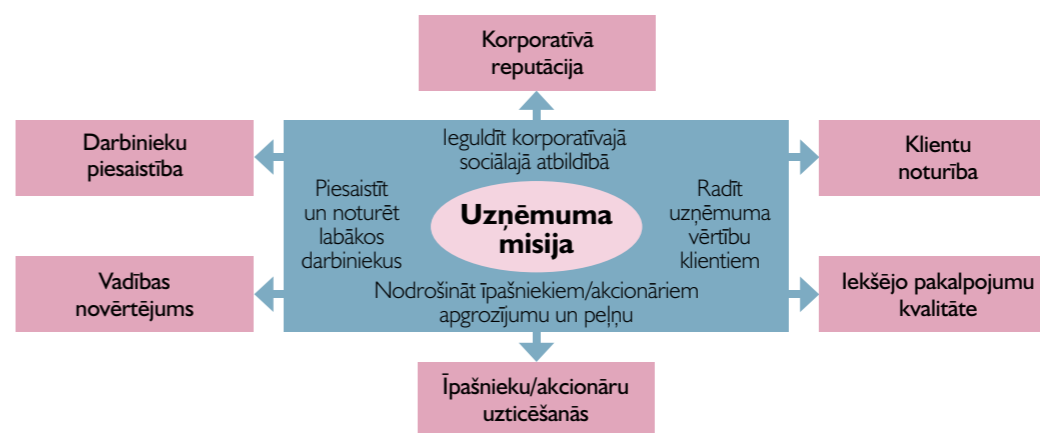 Korporatīvā
reputācija
Darbinieku
piesaistība
Ieguldīt korporatīvajā
sociālajā atbildībā
Klientu
noturība
Piesaistīt
un noturēt
labākos
darbiniekus
Uzņēmuma
misija
Radīt
uzņēmuma
vērtību
klientiem
Vadības
novērtējums
Nodrošināt īpašniekiem/akcionāriem
apgrozījumu un peļņu
Iekšējo pakalpojumu
kvalitāte
Īpašnieku/akcionāru
uzticēšanās